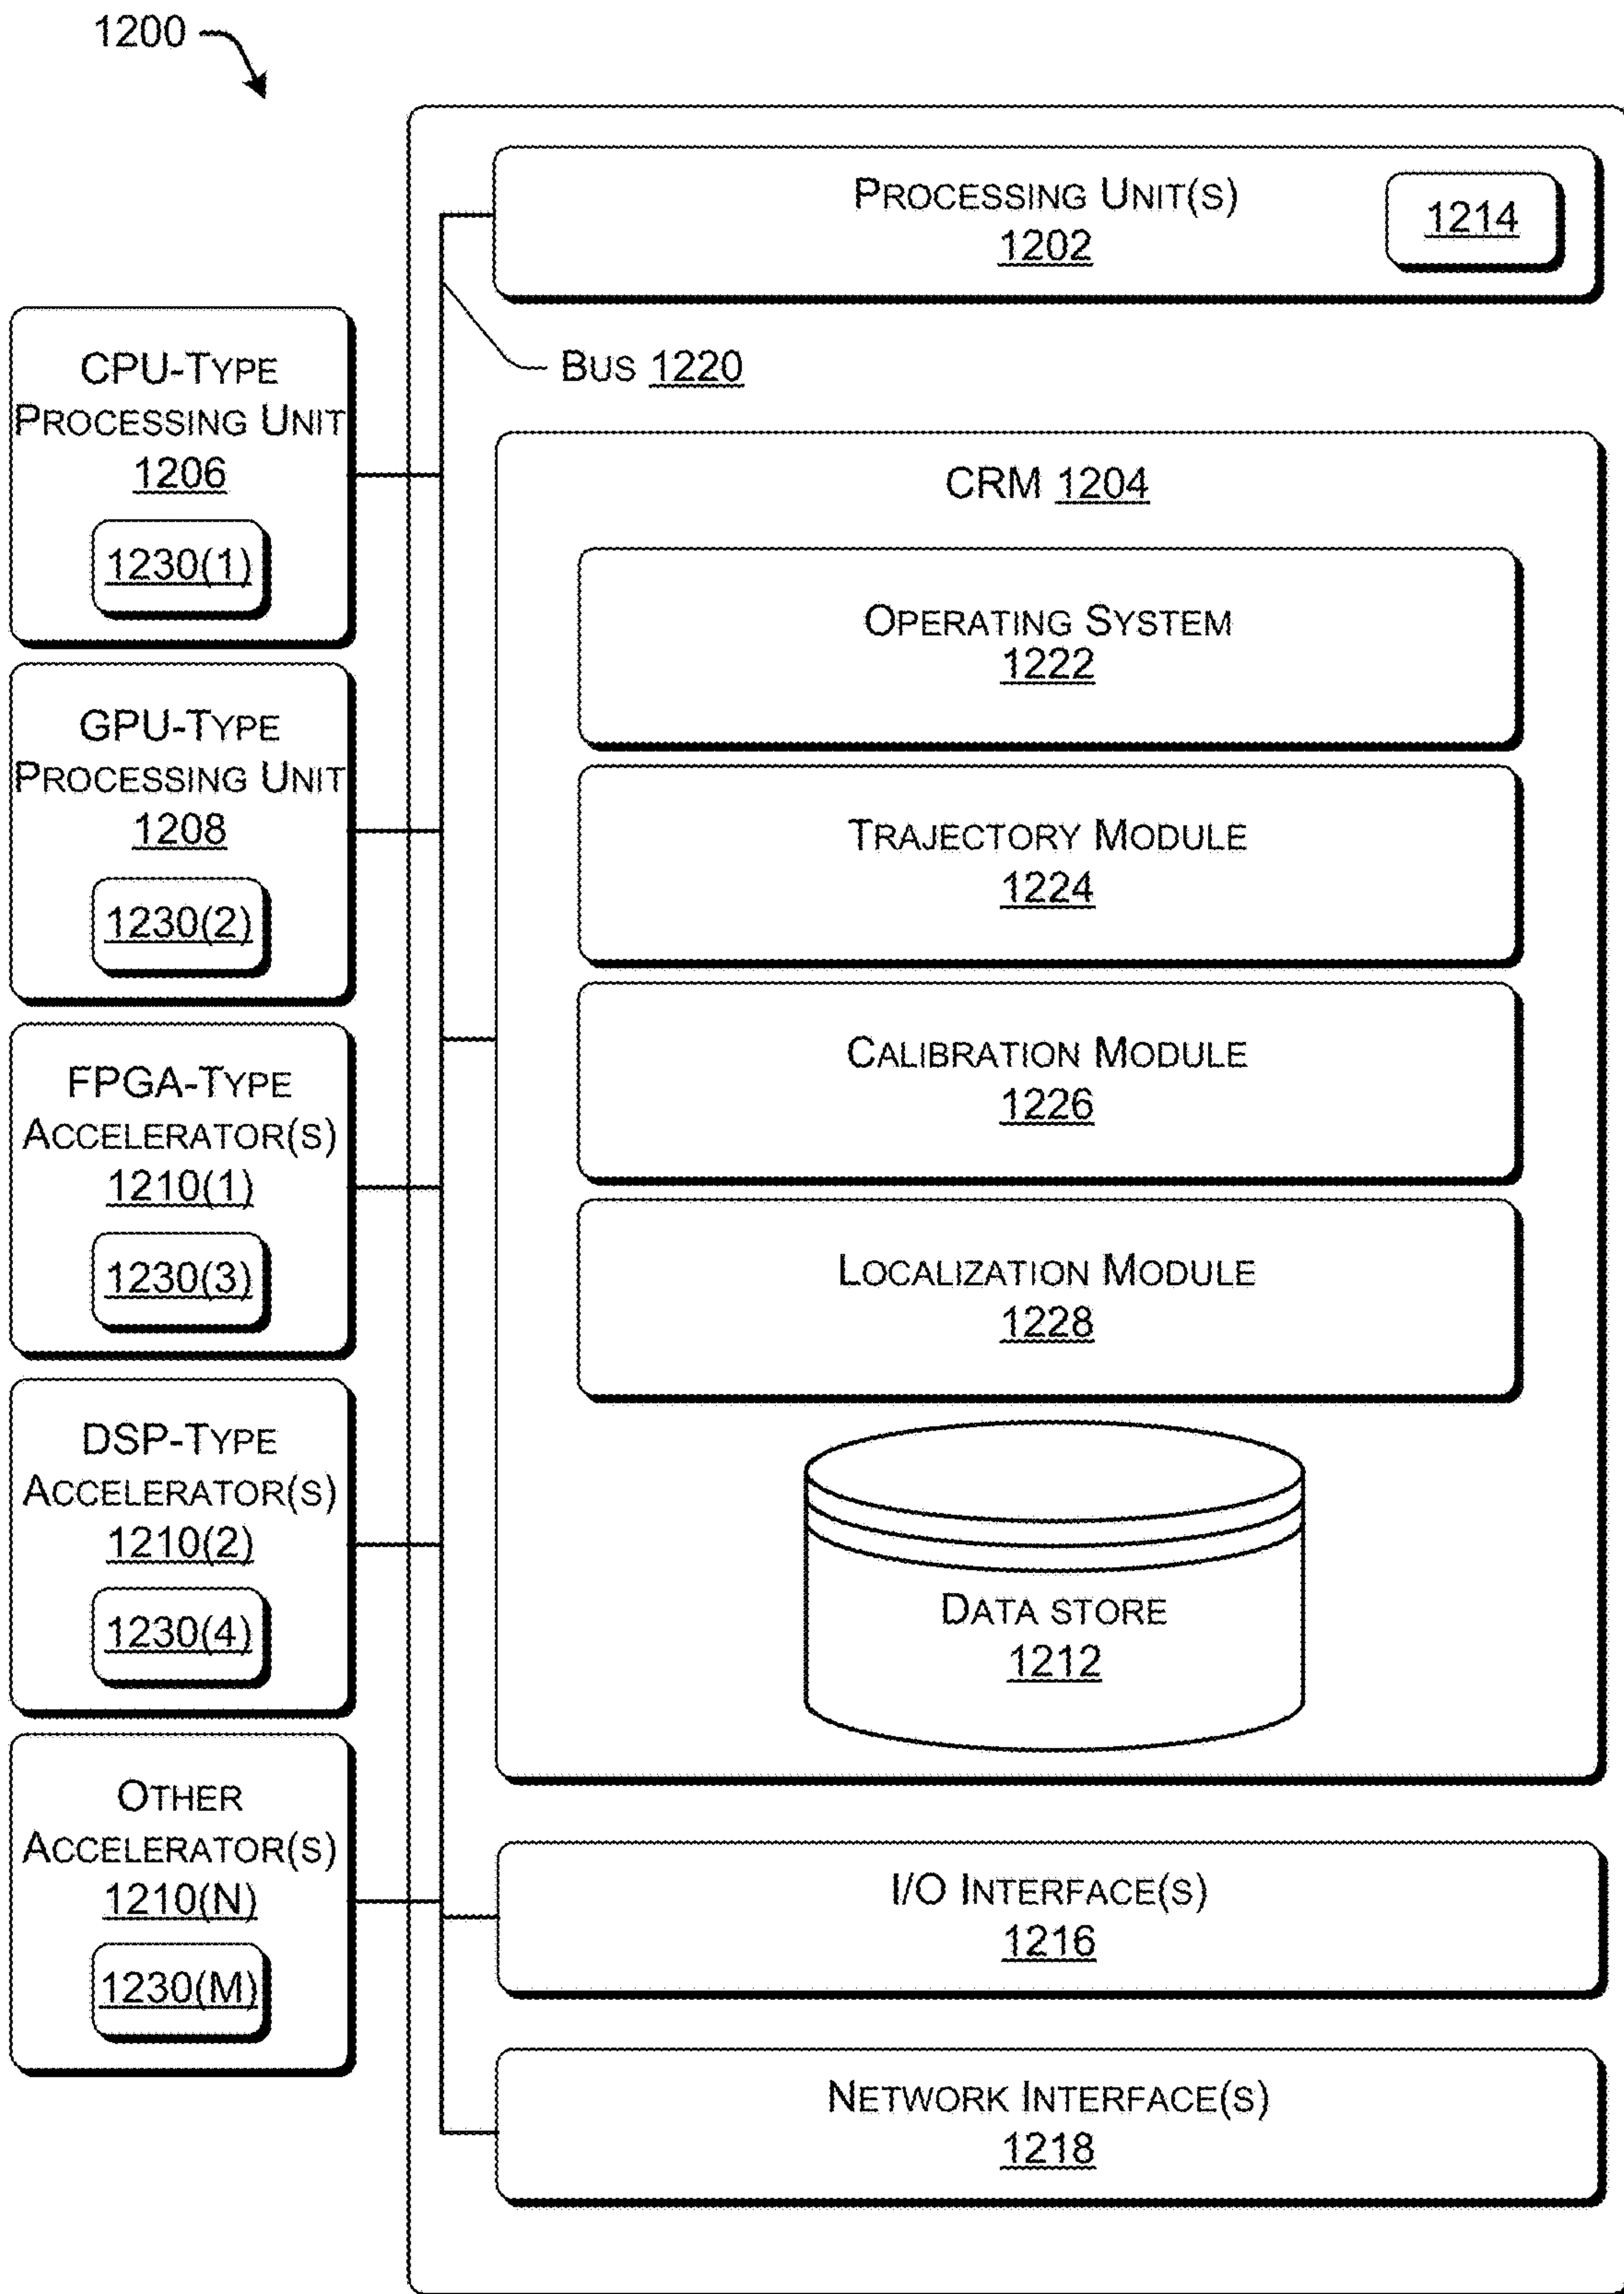 1200
PROCESSING UNIT(S)
1202
1214
BUS 1220
CPU-TYPE
PROCESSING UNIT
1206
1230(1)
GPU-TYPE
PROCESSING UNIT
1208
1230(2)
FPGA-TYPE
ACCELERATOR(S)
1210(1)
1230(3)
DSP-TYPE
ACCELERATOR(S)
1210(2)
1230(4)
OTHER
ACCELERATOR(S)
1210(N)
1230(M)
CRM 1204
OPERATING SYSTEM
1222
TRAJECTORY MODULE
1224
CALIBRATION MODULE
1226
LOCALIZATION MODULE
1228
DATA STORE
1212
I/O INTERFACE(S)
1216
NETWORK INTERFACE(S)
1218